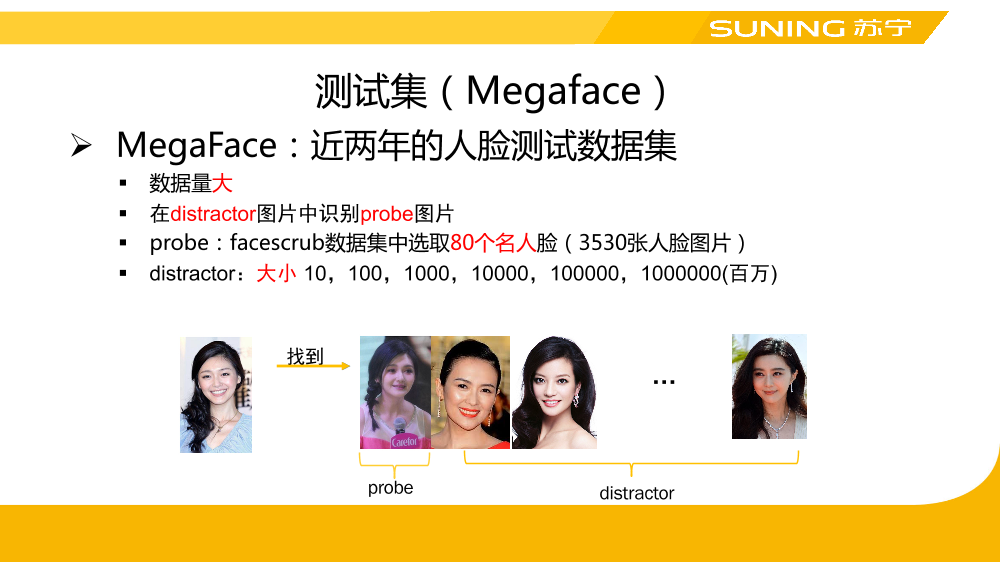 SUNING 苏宁
测试集（Megaface）
➢ MegaFace：近两年的人脸测试数据集
▪ 数据量大
▪ 在distractor图片中识别probe图片
▪ probe：facescrub数据集中选取80个名人脸（3530张人脸图片）
▪ distractor：大小 10，100，1000，10000，100000，1000000(百万)
找到
...
Carefor
probe
distractor